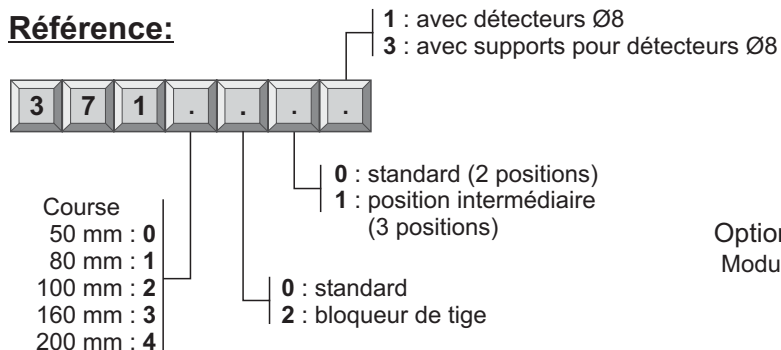 Référence:
1 : avec détecteurs Ø8
3 : avec supports pour détecteurs Ø8
3 7 1 . . . .
0 : standard (2 positions)
1 : position intermédiaire
(3 positions)
Course
50 mm : 0
80 mm : 1
100 mm : 2
160 mm : 3
200 mm : 4
0 : standard
2 : bloqueur de tige
Option
Modu